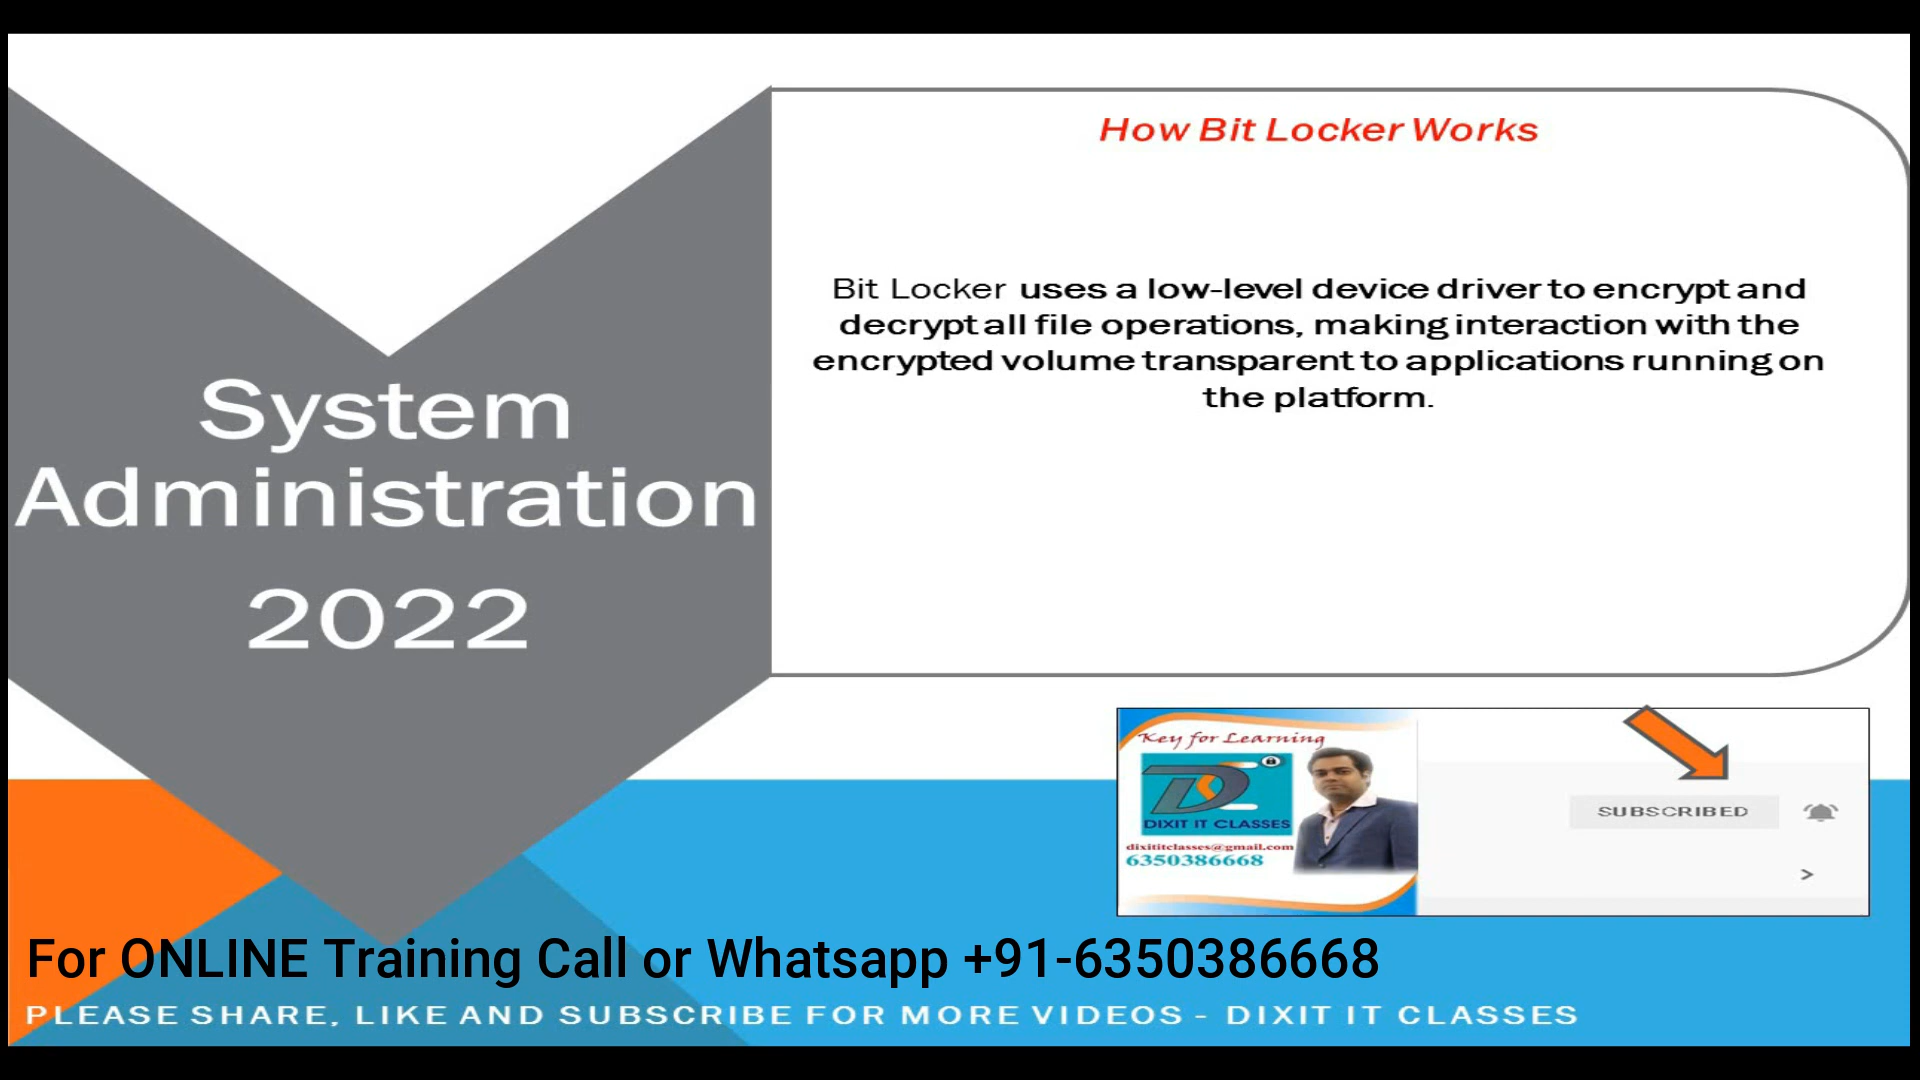 System
Administration
2022
How Bit Locker Works
Bit Locker uses a low-level device driver to encrypt and
decrypt all file operations, making interaction with the
encrypted volume transparent to applications running on
the platform.
Key for Learning
DIXIT IT CLASSES
dixititclasses@gmail.com
6350386668
SUBSCRIBED
For ONLINE Training Call or Whatsapp +91-6350386668
PLEASE SHARE, LIKE AND SUBSCRIBE FOR MORE VIDEOS - DIXIT IT CLASSES